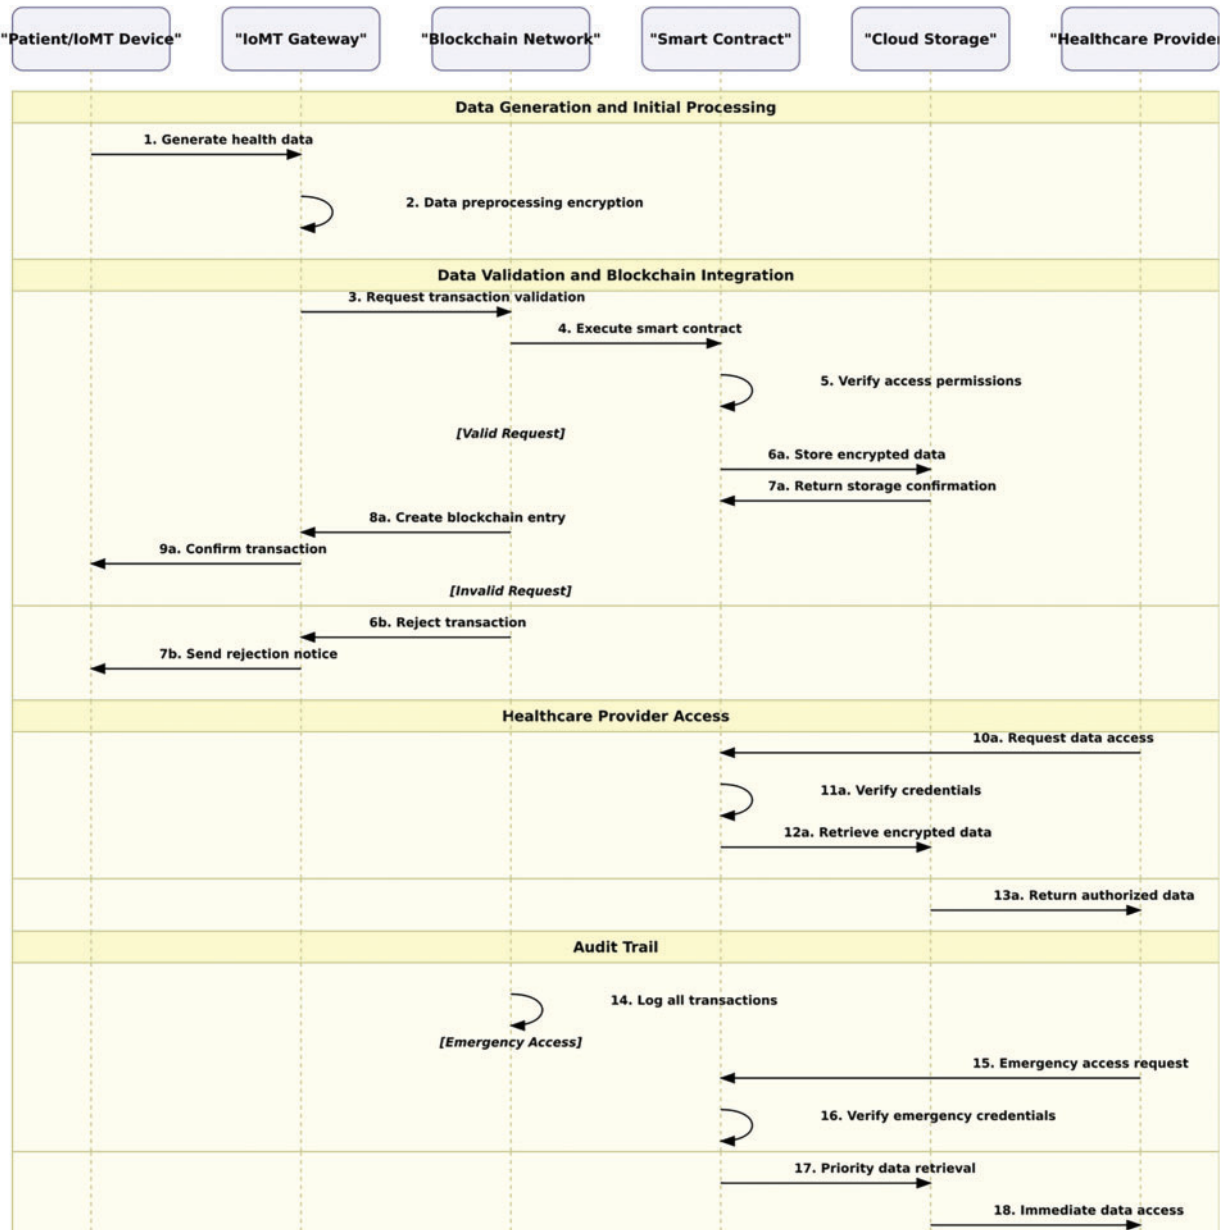 "Patient/IoMT Device"
"IoMT Gateway"
"Blockchain Network"
"Smart Contract"
"Cloud Storage"
"Healthcare Provider
Data Generation and Initial Processing
1. Generate health data
2. Data preprocessing encryption
Data Validation and Blockchain Integration
3. Request transaction validation
4. Execute smart contract
5. Verify access permissions
[Valid Request]
6a. Store encrypted data
7a. Return storage confirmation
8a. Create blockchain entry
9a. Confirm transaction
[Invalid Request]
6b. Reject transaction
7b. Send rejection notice
Healthcare Provider Access
10a. Request data access
11a. Verify credentials
12a. Retrieve encrypted data
13a. Return authorized data
Audit Trail
14. Log all transactions
[Emergency Access]
15. Emergency access request
16. Verify emergency credentials
17. Priority data retrieval
18. Immediate data access